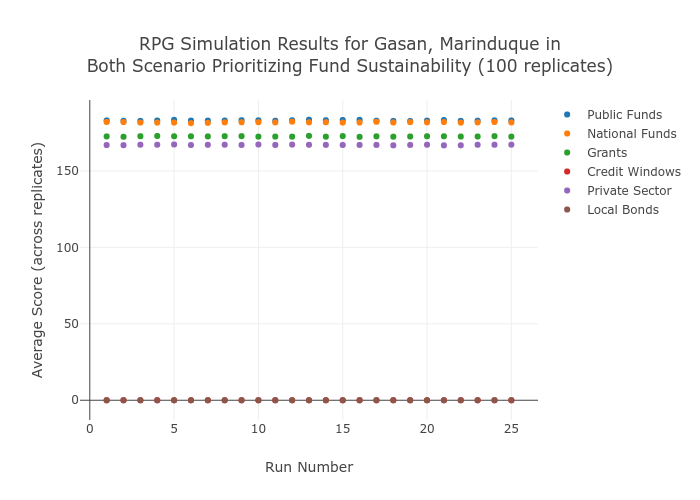 RPG Simulation Results for Gasan, Marinduque in
Both Scenario Prioritizing Fund Sustainability (100 replicates)
Public Funds
National Funds
Grants
Credit Windows
Private Sector
Local Bonds
Average Score (across replicates)
150
100
50
0
0 5 10 15 20 25
Run Number